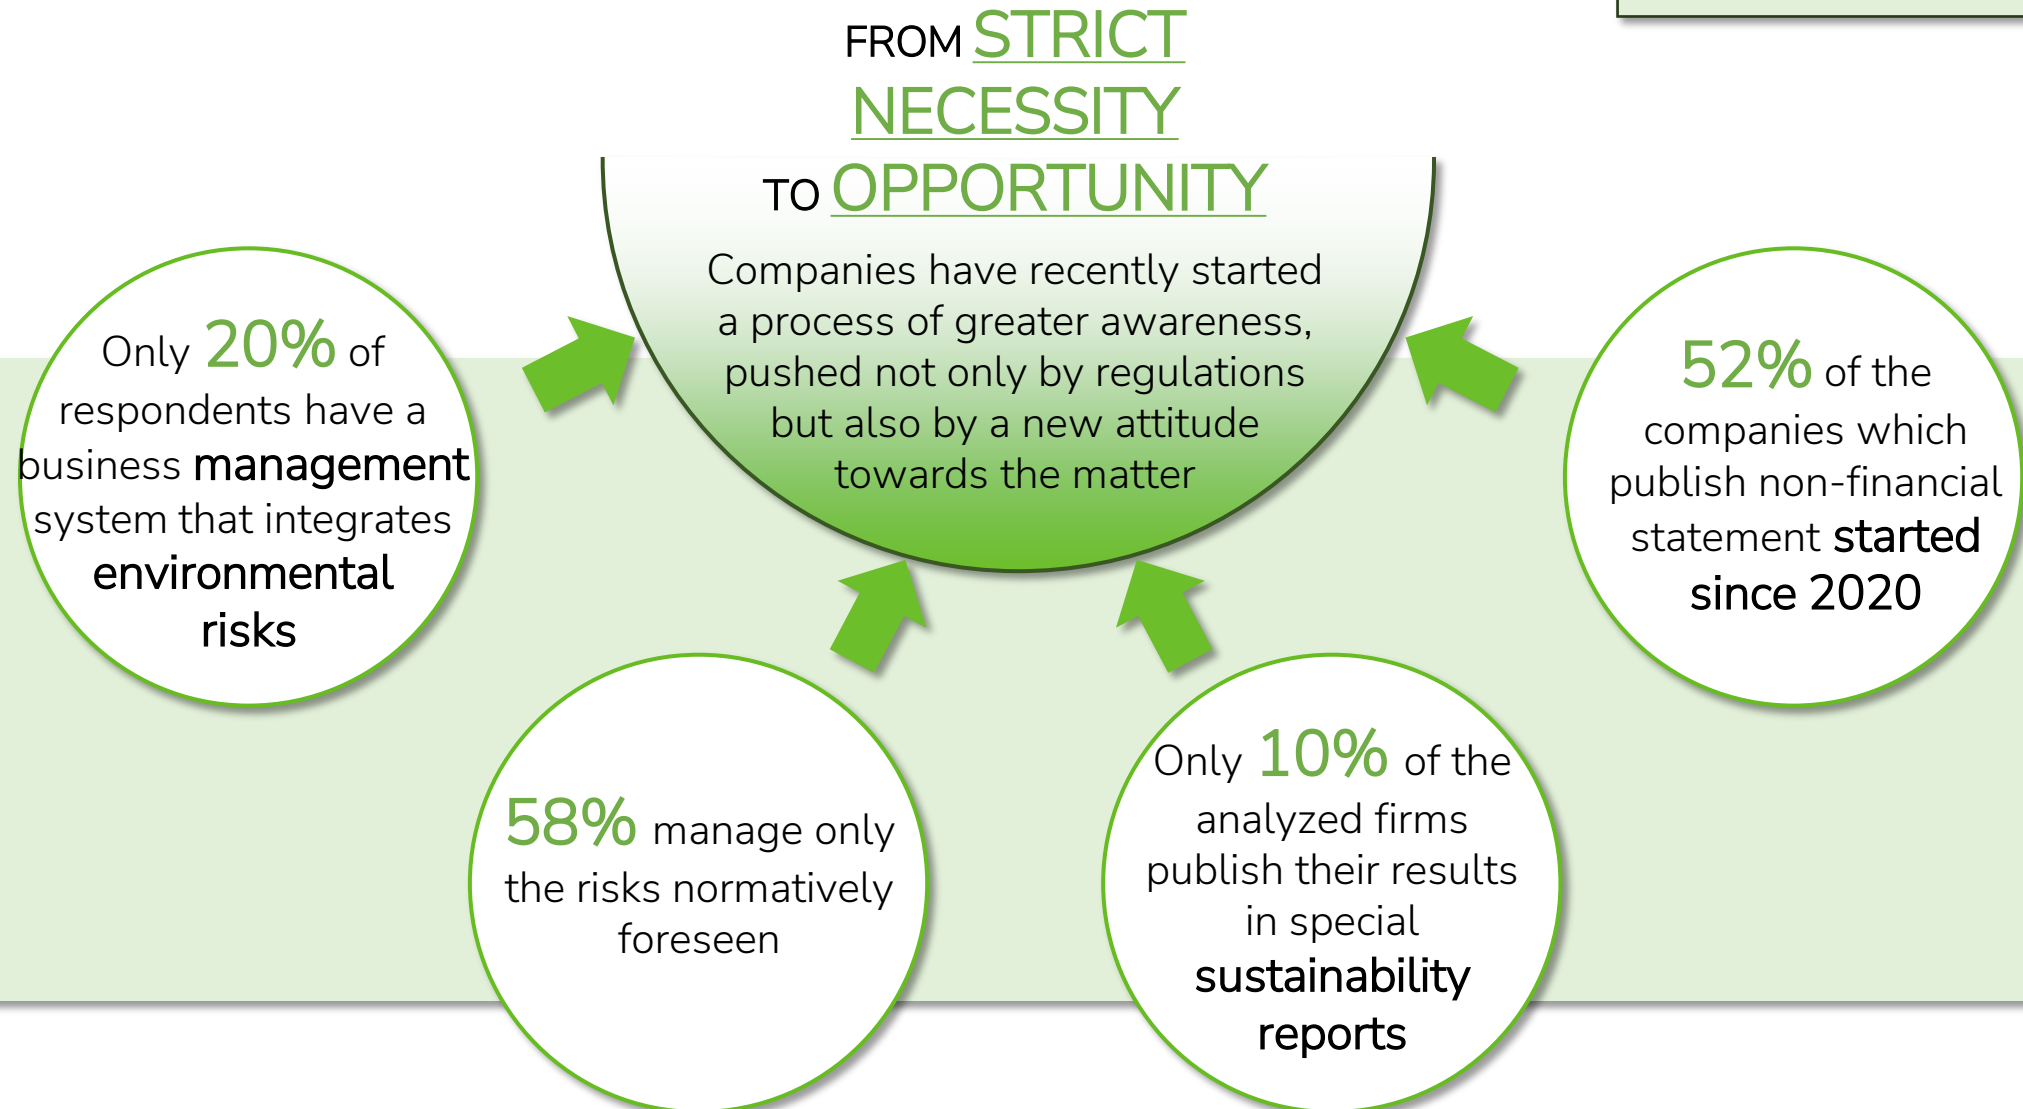 FROM STRICT
NECESSITY
TO OPPORTUNITY
Companies have recently started
a process of greater awareness,
pushed not only by regulations
but also by a new attitude
towards the matter
Only 20% of
respondents have a
business management
system that integrates
environmental
risks
58% manage only
the risks normatively
foreseen
Only 10% of the
analyzed firms
publish their results
in special
sustainability
reports
52% of the
companies which
publish non-financial
statement started
since 2020